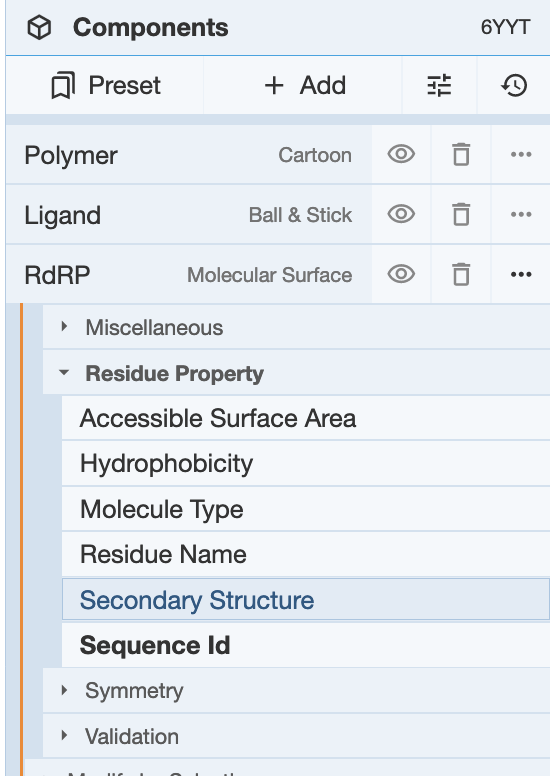 Components 6YYT
Preset Add
Polymer Cartoon
Ligand Ball & Stick
RdRP Molecular Surface
Miscellaneous
Residue Property
Accessible Surface Area
Hydrophobicity
Molecule Type
Residue Name
Secondary Structure
Sequence Id
Symmetry
Validation